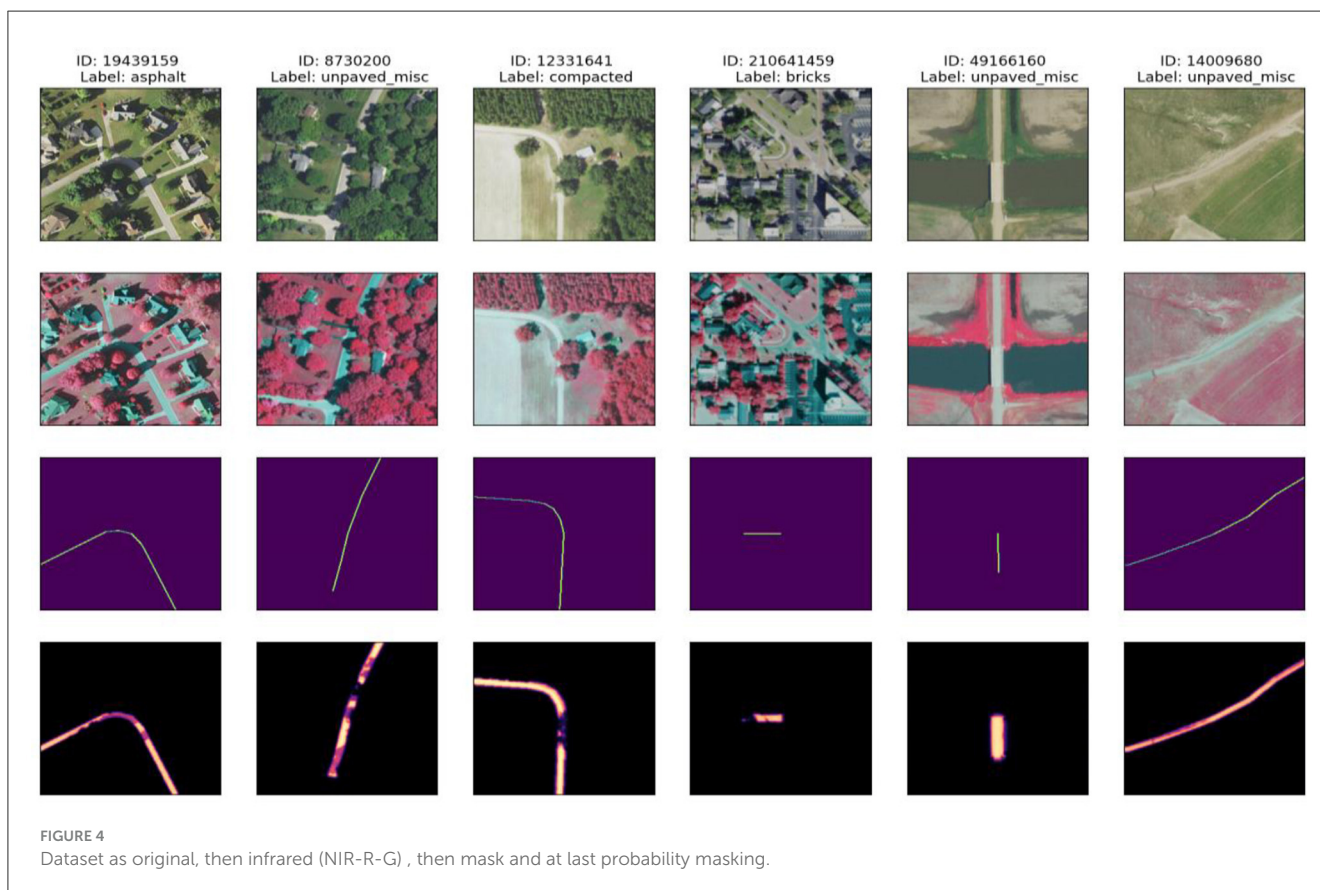 ID: 19439159
Label: asphalt
ID: 8730200
Label: unpaved_misc
ID: 12331641
Label: compacted
ID: 210641459
Label: bricks
ID: 49166160
Label: unpaved_misc
ID: 14009680
Label: unpaved_misc
FIGURE 4
Dataset as original, then infrared (NIR-R-G) , then mask and at last probability masking.